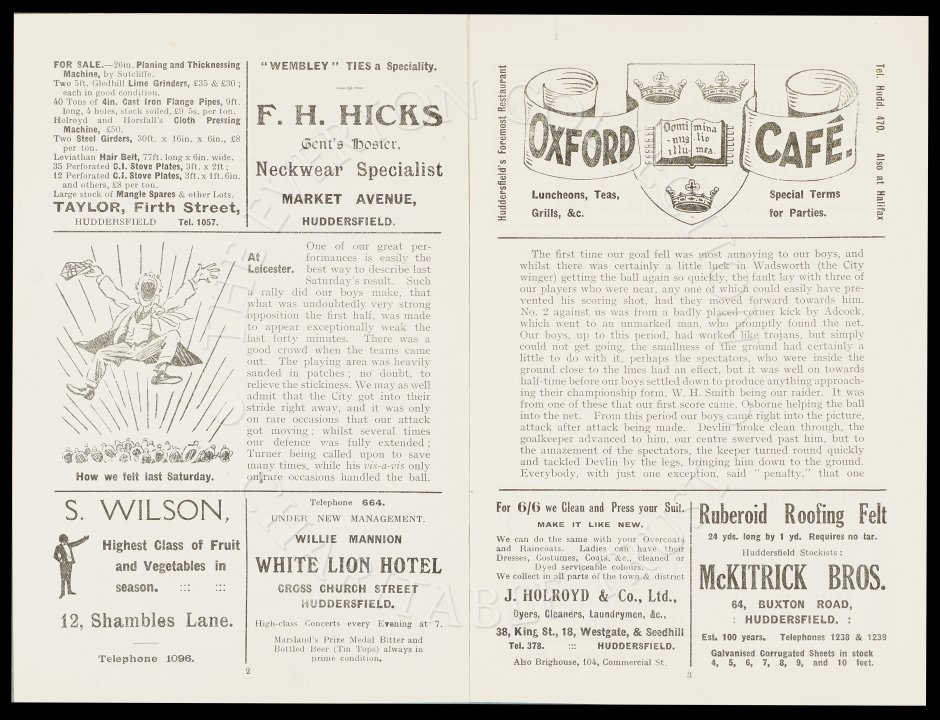 FOR SALE.—26in. Planing and Thicknessing
Machine, by Sutcliffe.
Two 5ft. Gledhill Lime Grinders, £35 & £30;
each in good condition.
40 Tons of 4in. Cast Iron Flange Pipes, 9ft.
long, 4 holes, stock soiled, £9 5s. per ton.
Holroyd and Horsfall's Cloth Pressing
Machine, £50.
Two Steel Girders, 30ft. x 16in. x 6in., £8
per ton.
Leviathan Hair Belt, 77ft. long x 6in. wide.
35 Perforated C.I. Stove Plates, 3ft. x 2ft.;
12 Perforated C.I. Stove Plates, 3ft. x 1ft. 6in.
and others, £8 per ton.
Large stock of Mangle Spares & other Lots.
TAYLOR, Firth Street,
HUDDERSFIELD Tel. 1057.
"WEMBLEY" TIES a Speciality.
F. H. HICKS
Gent's Hosier.
Neckwear Specialist
MARKET AVENUE,
HUDDERSFIELD.
How we felt last Saturday.
At
Leicester.
One of our great per-
formances is easily the
best way to describe last
Saturday's result. Such
a rally did our boys make, that
what was undoubtedly very strong
opposition the first half, was made
to appear exceptionally weak the
last forty minutes. There was a
good crowd when the teams came
out. The playing area was heavily
sanded in patches; no doubt, to
relieve the stickiness. We may as well
admit that the City got into their
stride right away, and it was only
on rare occasions that our attack
got moving; whilst several times
our defence was fully extended;
Turner being called upon to save
many times, while his vis-a-vis only
on rare occasions handled the ball.
S. WILSON,
Highest Class of Fruit
and Vegetables in
season. ::: :::
12, Shambles Lane.
Telephone 1096.
Telephone 664.
UNDER NEW MANAGEMENT.
WILLIE MANNION
WHITE LION HOTEL
CROSS CHURCH STREET
HUDDERSFIELD.
High-class Concerts every Evening at 7.
Marsland's Prize Medal Bitter and
Bottled Beer (Tin Tops) always in
prime condition.
2
Huddersfield's Foremost Restaurant
OXFORD
Domi mina
-nus tio
illu- mea
CAFÉ.
Luncheons, Teas,
Grills, &c.
Special Terms
for Parties.
Tel. Hudd. 470. Also at Halifax
The first time our goal fell was most annoying to our boys, and
whilst there was certainly a little luck in Wadsworth (the City
winger) getting the ball again so quickly, the fault lay with three of
our players who were near, any one of which could easily have pre-
vented his scoring shot, had they moved forward towards him.
No. 2 against us was from a badly placed corner kick by Adcock,
which went to an unmarked man, who promptly found the net.
Our boys, up to this period, had worked like trojans, but simply
could not get going, the smallness of the ground had certainly a
little to do with it, perhaps the spectators, who were inside the
ground close to the lines had an effect, but it was well on towards
half-time before our boys settled down to produce anything approach-
ing their championship form, W. H. Smith being our raider. It was
from one of these that our first score came, Osborne helping the ball
into the net. From this period our boys came right into the picture,
attack after attack being made. Devlin broke clean through, the
goalkeeper advanced to him, our centre swerved past him, but to
the amazement of the spectators, the keeper turned round quickly
and tackled Devlin by the legs, bringing him down to the ground.
Everybody, with just one exception, said "penalty," that one
For 6/6 we Clean and Press your Suit.
MAKE IT LIKE NEW.
We can do the same with your Overcoats
and Raincoats. Ladies can have their
Dresses, Costumes, Coats, &c., cleaned or
Dyed serviceable colours.
We collect in all parts of the town & district
J. HOLROYD & Co., Ltd.,
Dyers, Cleaners, Laundrymen, &c.,
38, King St., 18, Westgate, & Seedhill
Tel. 378. ::: HUDDERSFIELD.
Also Brighouse, 104, Commercial St.
Ruberoid Roofing Felt
24 yds. long by 1 yd. Requires no tar.
Huddersfield Stockists:
McKITRICK BROS.
64, BUXTON ROAD,
: HUDDERSFIELD. :
Est. 100 years. Telephones 1238 & 1239
Galvanised Corrugated Sheets in stock
4, 5, 6, 7, 8, 9, and 10 feet.
3